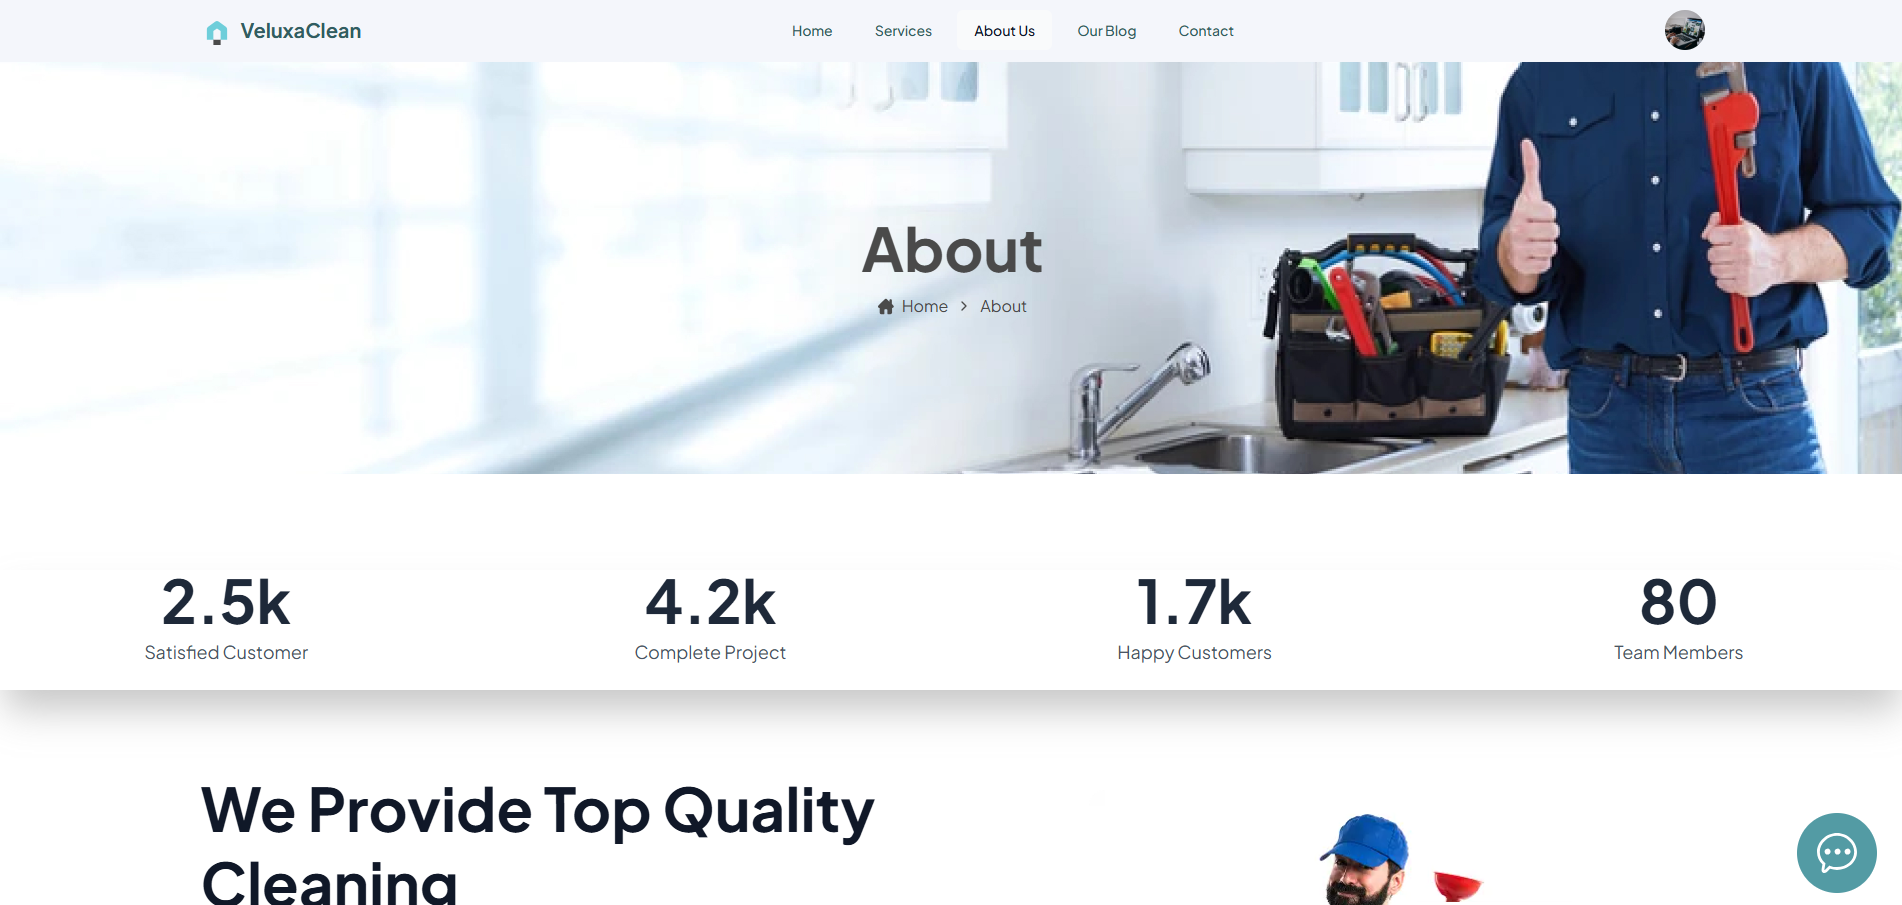 VeluxaClean
Home
Services
About Us
Our Blog
Contact
About
Home > About
2.5k
Satisfied Customer
4.2k
Complete Project
1.7k
Happy Customers
80
Team Members
We Provide Top Quality
Cleaning